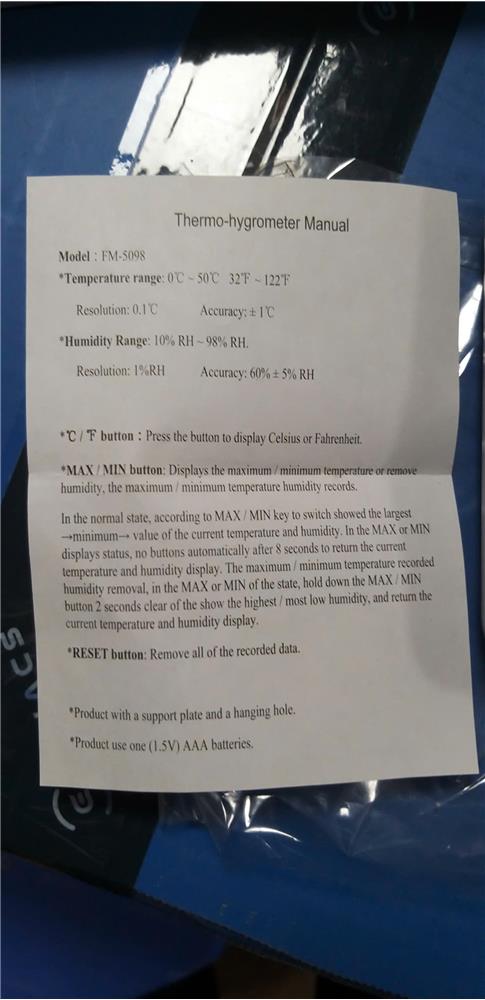 Thermo-hygrometer Manual
Model : FM-5098
*Temperature range: 0℃ ~ 50℃ 32℉ ~ 122℉
Resolution: 0.1℃ Accuracy: ± 1℃
*Humidity Range: 10% RH ~ 98% RH.
Resolution: 1%RH Accuracy: 60% ± 5% RH
*℃ / ℉ button : Press the button to display Celsius or Fahrenheit.
*MAX / MIN button: Displays the maximum / minimum temperature or remove
humidity, the maximum / minimum temperature humidity records.
In the normal state, according to MAX / MIN key to switch showed the largest
→minimum→ value of the current temperature and humidity. In the MAX or MIN
displays status, no buttons automatically after 8 seconds to return the current
temperature and humidity display. The maximum / minimum temperature recorded
humidity removal, in the MAX or MIN of the state, hold down the MAX / MIN
button 2 seconds clear of the show the highest / most low humidity, and return the
current temperature and humidity display.
*RESET button: Remove all of the recorded data.
*Product with a support plate and a hanging hole.
*Product use one (1.5V) AAA batteries.